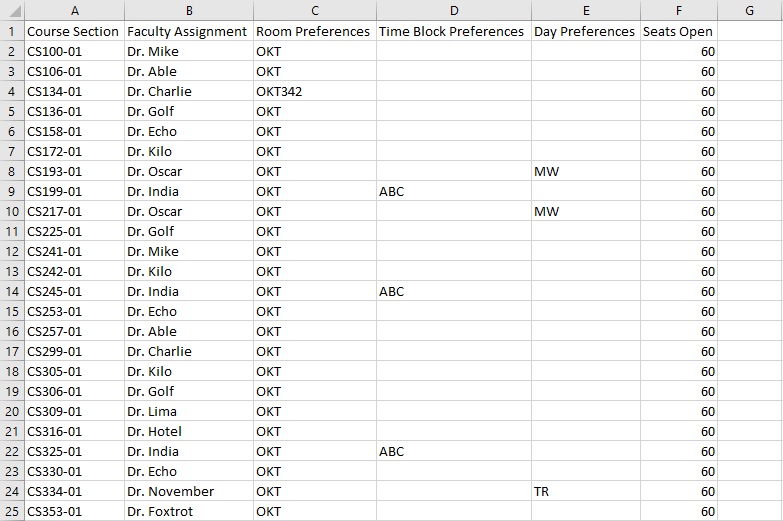 A B C D E F G
1 Course Section Faculty Assignment Room Preferences Time Block Preferences Day Preferences Seats Open
2 CS100-01 Dr. Mike OKT 60
3 CS106-01 Dr. Able OKT 60
4 CS134-01 Dr. Charlie OKT342 60
5 CS136-01 Dr. Golf OKT 60
6 CS158-01 Dr. Echo OKT 60
7 CS172-01 Dr. Kilo OKT 60
8 CS193-01 Dr. Oscar OKT MW 60
9 CS199-01 Dr. India OKT ABC 60
10 CS217-01 Dr. Oscar OKT MW 60
11 CS225-01 Dr. Golf OKT 60
12 CS241-01 Dr. Mike OKT 60
13 CS242-01 Dr. Kilo OKT 60
14 CS245-01 Dr. India OKT ABC 60
15 CS253-01 Dr. Echo OKT 60
16 CS257-01 Dr. Able OKT 60
17 CS299-01 Dr. Charlie OKT 60
18 CS305-01 Dr. Kilo OKT 60
19 CS306-01 Dr. Golf OKT 60
20 CS309-01 Dr. Lima OKT 60
21 CS316-01 Dr. Hotel OKT 60
22 CS325-01 Dr. India OKT ABC 60
23 CS330-01 Dr. Echo OKT 60
24 CS334-01 Dr. November OKT TR 60
25 CS353-01 Dr. Foxtrot OKT 60